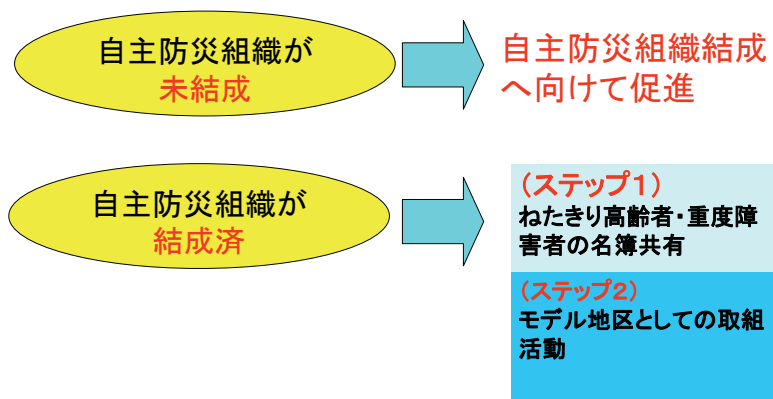 自主防災組織が
未結成
自主防災組織結成
へ向けて促進
自主防災組織が
結成済
(ステップ1)
ねたきり高齢者・重度障
害者の名簿共有
(ステップ2)
モデル地区としての取組
活動